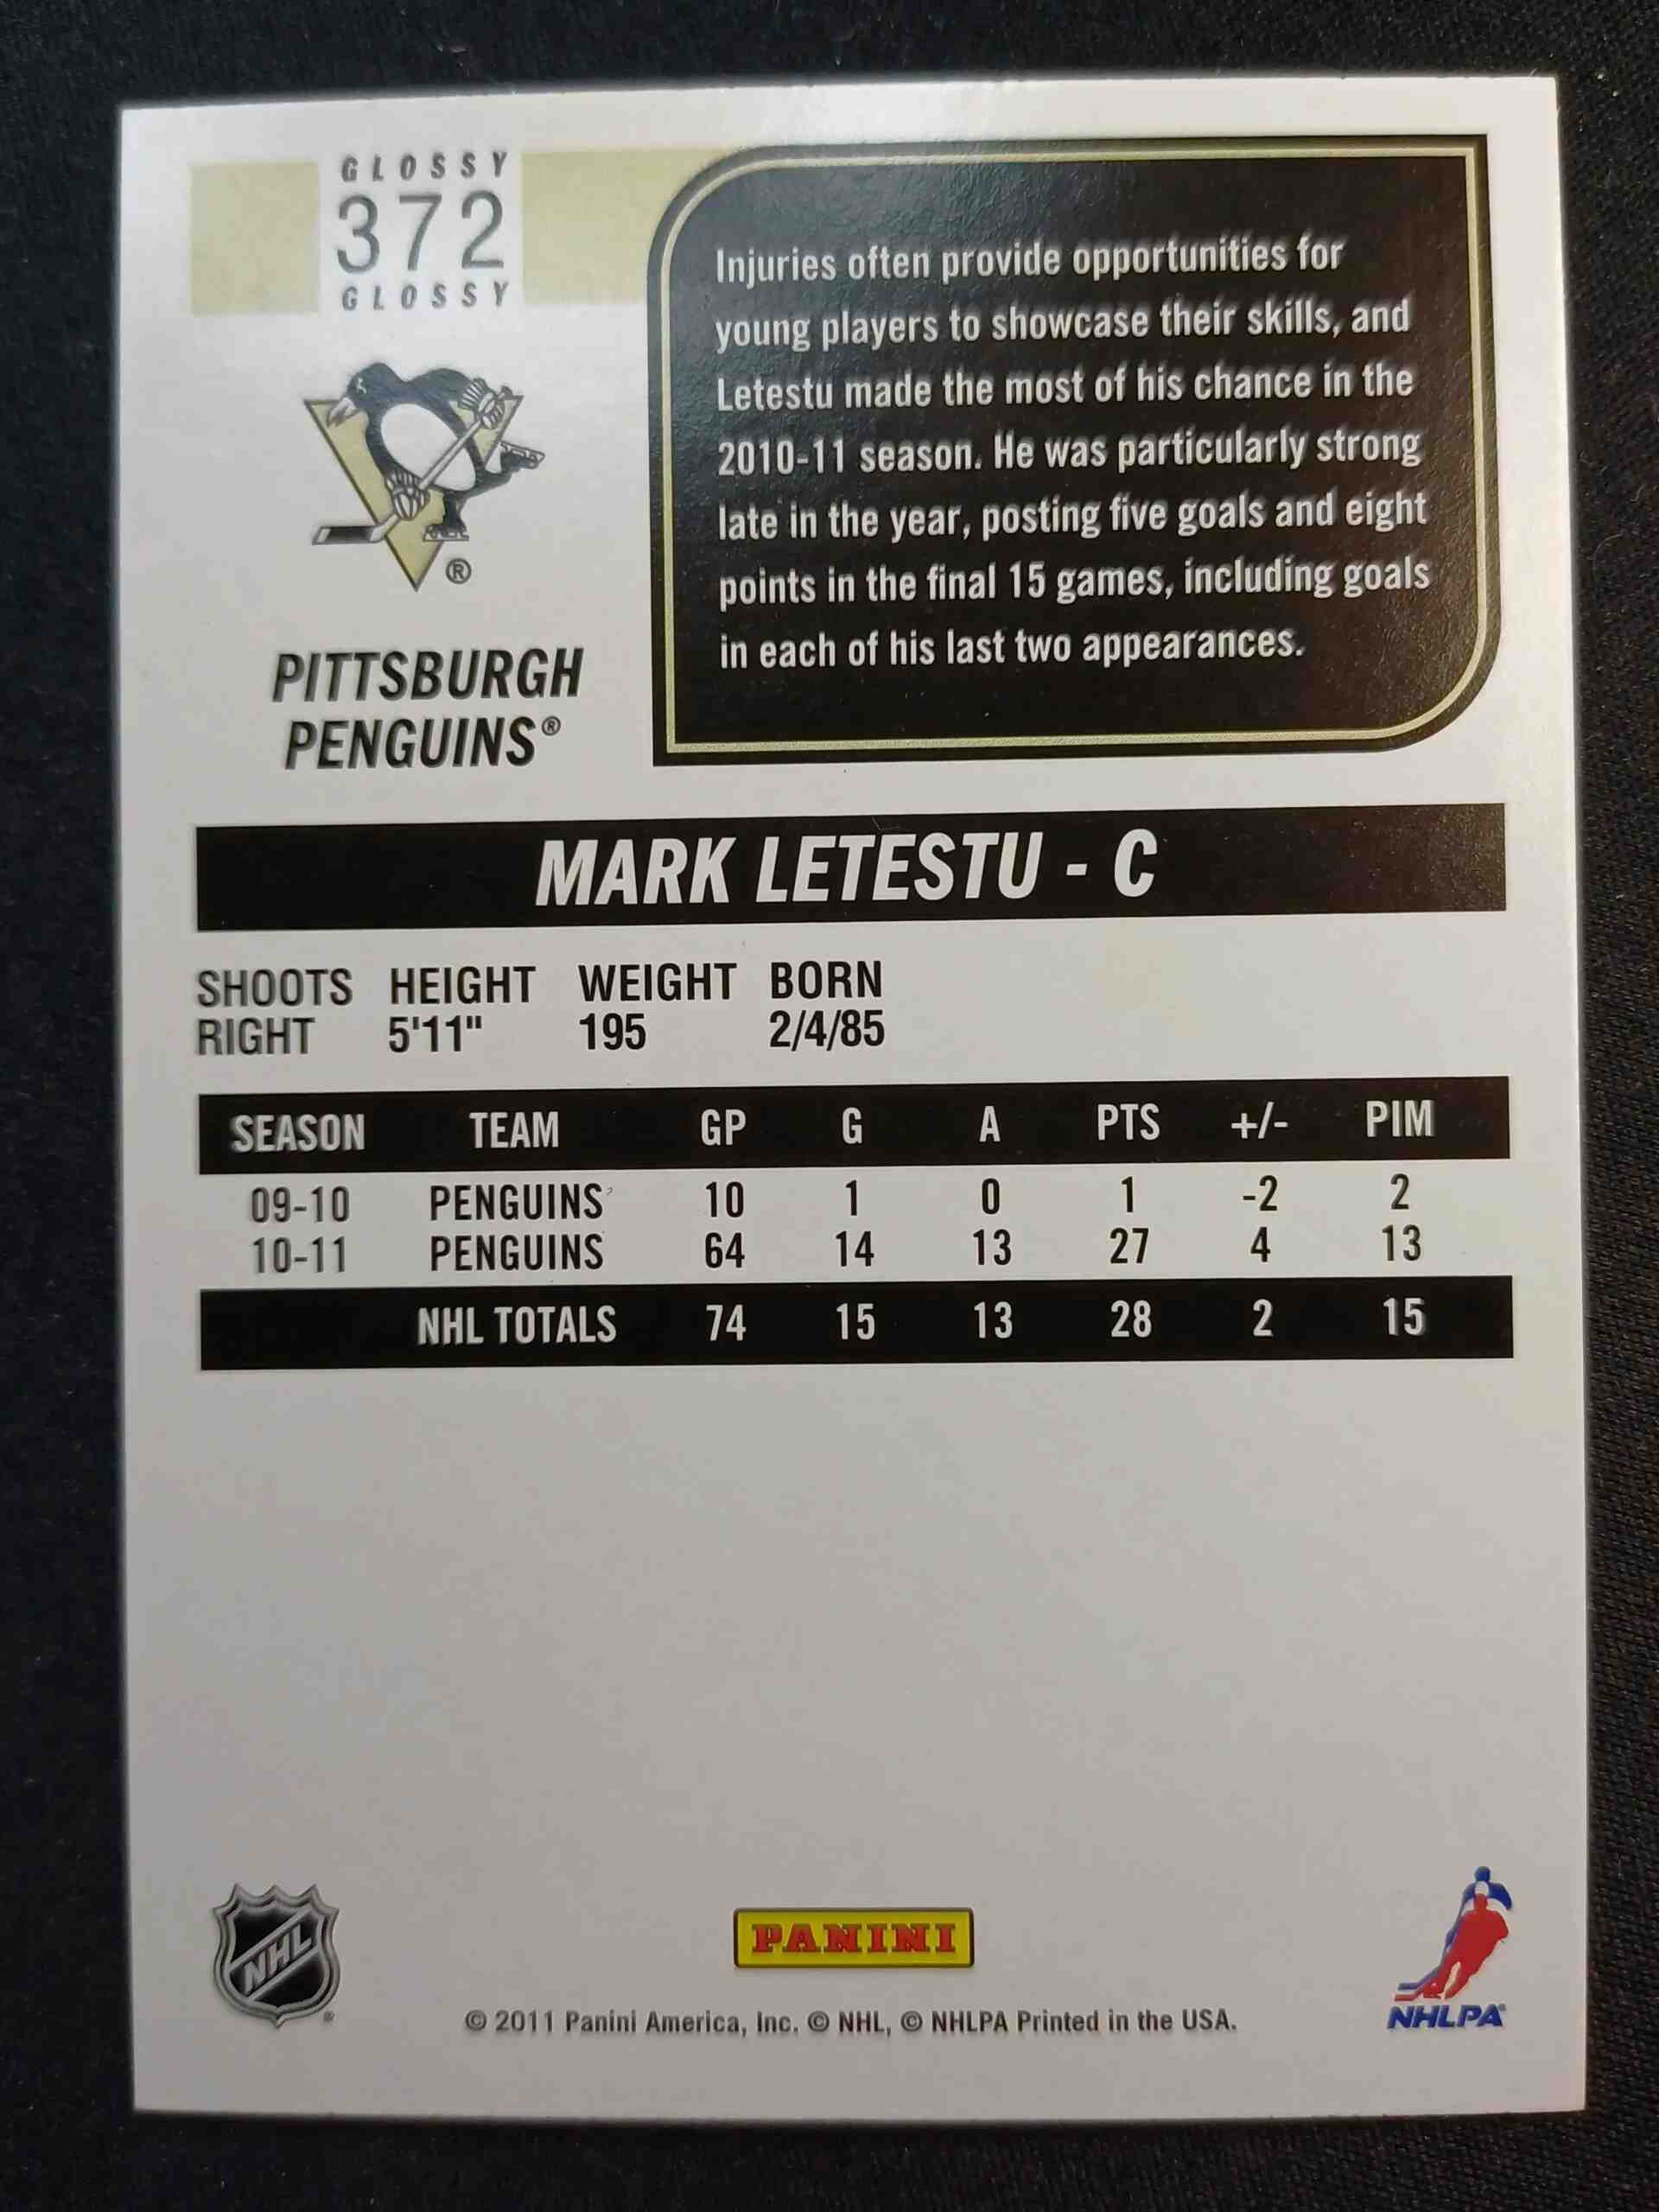 GLOSSY
372
GLOSSY
Injuries often provide opportunities for
young players to showcase their skills, and
Letestu made the most of his chance in the
2010-11 season. He was particularly strong
late in the year, posting five goals and eight
points in the final 15 games, including goals
in each of his last two appearances.
®
PITTSBURGH
PENGUINS®
MARK LETESTU - C
SHOOTS HEIGHT WEIGHT BORN
RIGHT 5'11" 195 2/4/85
SEASON TEAM GP G A PTS +/- PIM
09-10 PENGUINS 10 1 0 1 -2 2
10-11 PENGUINS 64 14 13 27 4 13
NHL TOTALS 74 15 13 28 2 15
NHL
PANINI
NHLPA
© 2011 Panini America, Inc. © NHL, © NHLPA Printed in the USA.